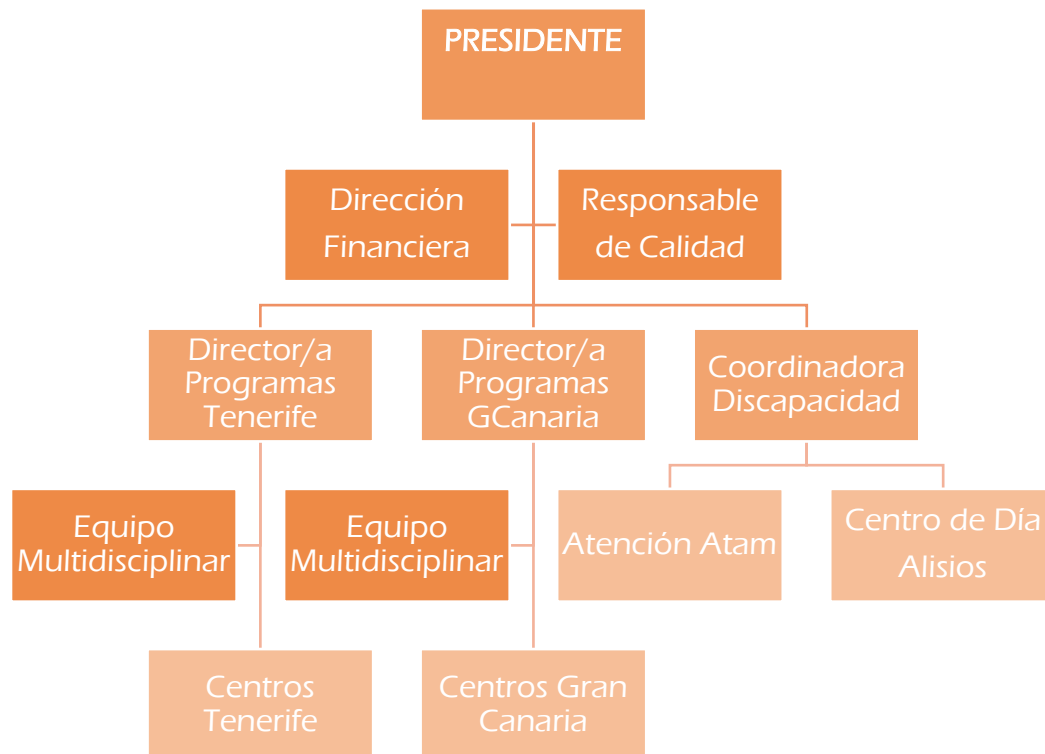 PRESIDENTE
Dirección
Financiera
Responsable
de Calidad
Director/a
Programas
Tenerife
Director/a
Programas
GCanaria
Coordinadora
Discapacidad
Equipo
Multidisciplinar
Equipo
Multidisciplinar
Atención Atam
Centro de Día
Alisios
Centros
Tenerife
Centros Gran
Canaria